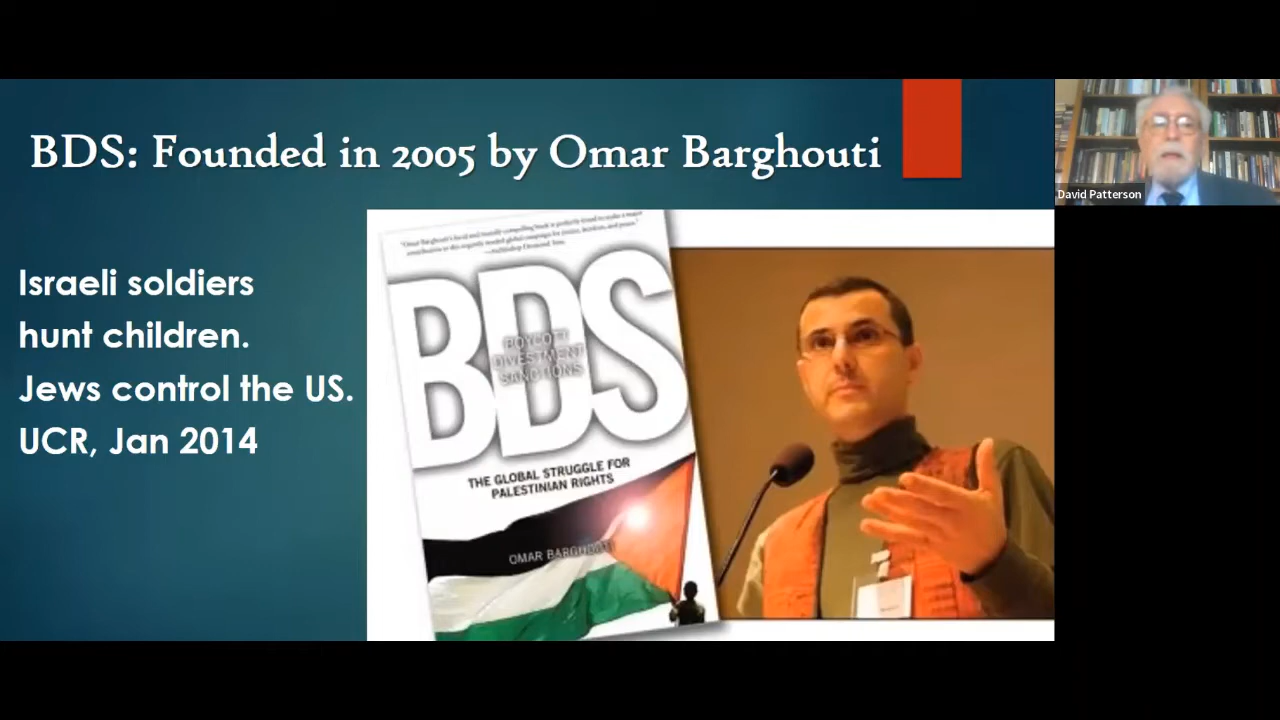 BDS: Founded in 2005 by Omar Barghouti
David Patterson
Israeli soldiers
hunt children.
Jews control the US.
UCR, Jan 2014
BDS
BOYCOTT
DIVESTMENT
SANCTIONS
THE GLOBAL STRUGGLE FOR
PALESTINIAN RIGHTS
OMAR BARGHOUTI